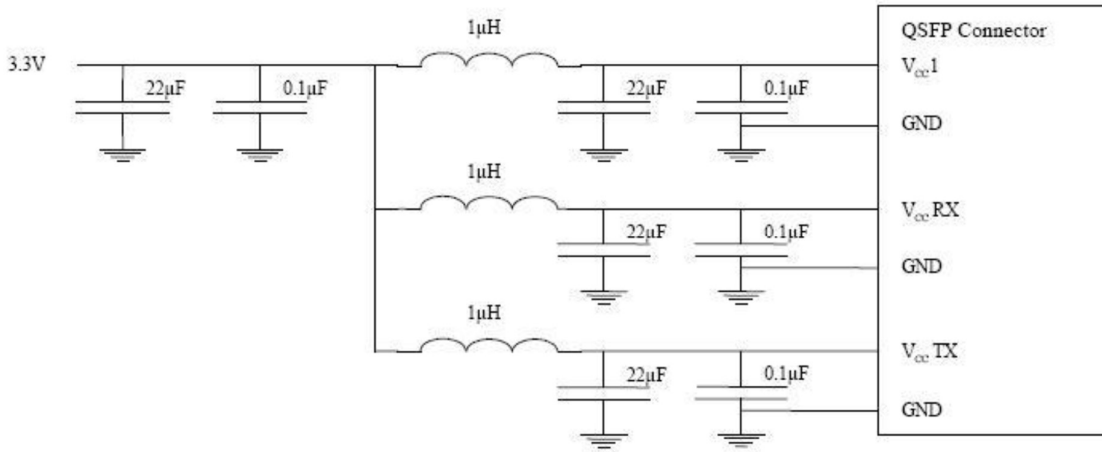 1μH
QSFP Connector
3.3V
Vcc1
22μF 0.1μF 22μF 0.1μF
GND
1μH
Vcc RX
22μF 0.1μF
GND
1μH
Vcc TX
22μF 0.1μF
GND